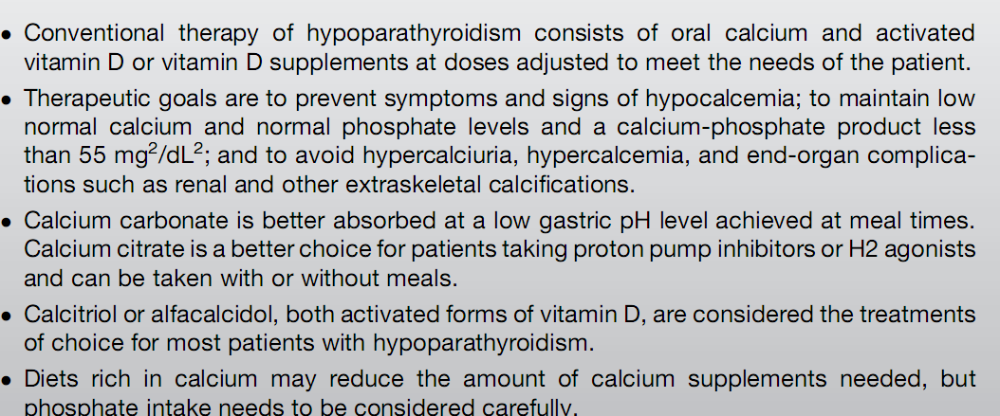 • Conventional therapy of hypoparathyroidism consists of oral calcium and activated
vitamin D or vitamin D supplements at doses adjusted to meet the needs of the patient.
• Therapeutic goals are to prevent symptoms and signs of hypocalcemia; to maintain low
normal calcium and normal phosphate levels and a calcium-phosphate product less
than 55 mg²/dL²; and to avoid hypercalciuria, hypercalcemia, and end-organ complica-
tions such as renal and other extraskeletal calcifications.
• Calcium carbonate is better absorbed at a low gastric pH level achieved at meal times.
Calcium citrate is a better choice for patients taking proton pump inhibitors or H2 agonists
and can be taken with or without meals.
• Calcitriol or alfacalcidol, both activated forms of vitamin D, are considered the treatments
of choice for most patients with hypoparathyroidism.
• Diets rich in calcium may reduce the amount of calcium supplements needed, but
phosphate intake needs to be considered carefully.